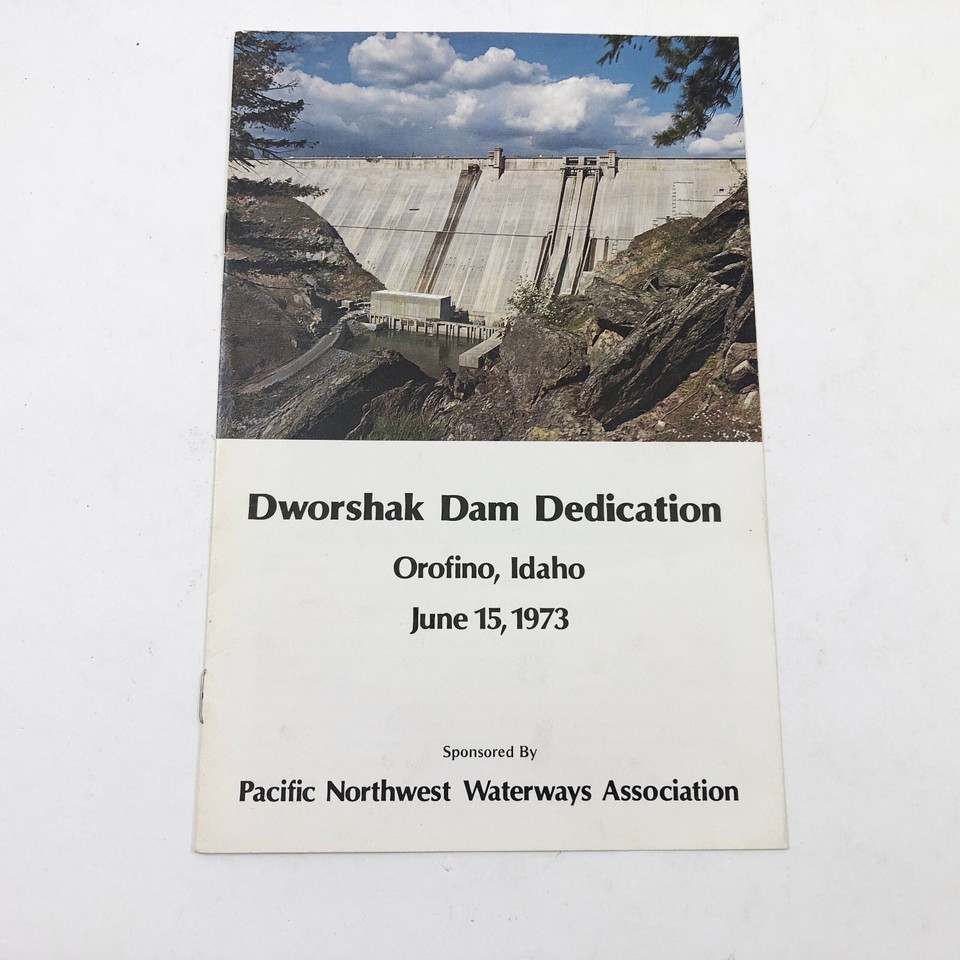 Dworshak Dam Dedication
Orofino, Idaho
June 15, 1973
Sponsored By
Pacific Northwest Waterways Association